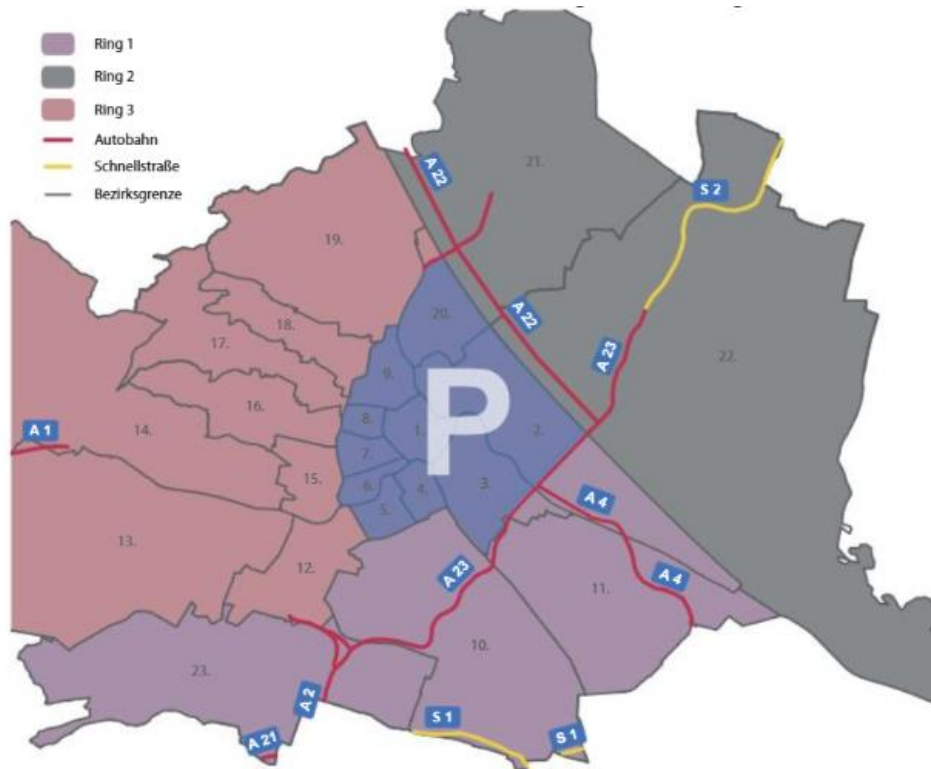 Ring 1
Ring 2
Ring 3
Autobahn
Schnellstraße
Bezirksgrenze
A 22
21.
S 2
19.
20.
A 22
18.
17.
A 23
22.
9.
16.
P
8.
1.
2.
A 1
14.
7.
15.
3.
6.
4.
5.
A 4
13.
12.
A 23
A 4
11.
10.
23.
A 2
S 1
A 21
S 1